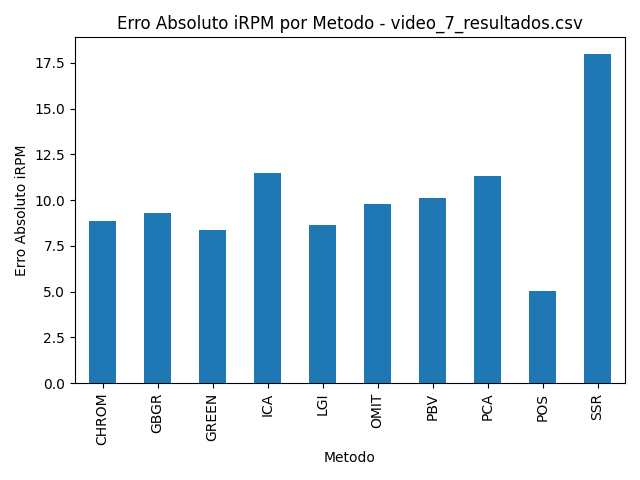 Erro Absoluto iRPM por Metodo - video_7_resultados.csv
Erro Absoluto iRPM
17.5
15.0
12.5
10.0
7.5
5.0
2.5
0.0
CHROM
GBGR
GREEN
ICA
LGI
OMIT
PBV
PCA
POS
SSR
Metodo